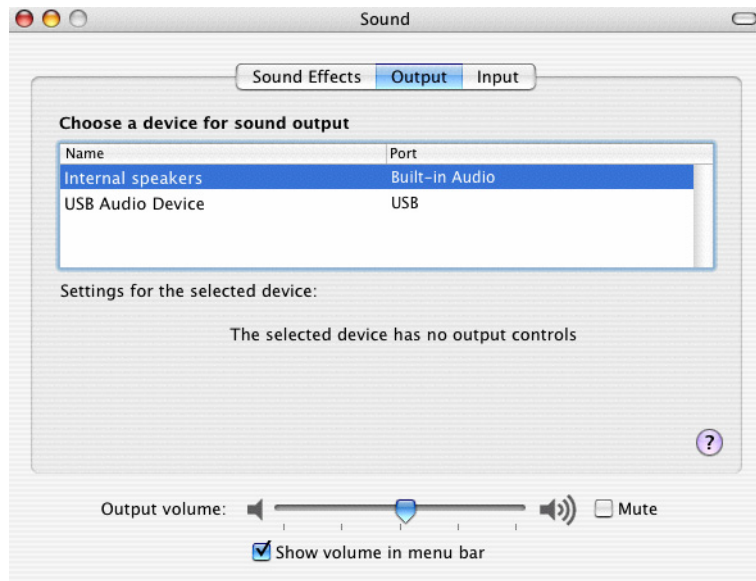 Sound
Sound Effects Output Input
Choose a device for sound output
Name Port
Internal speakers Built-in Audio
USB Audio Device USB
Settings for the selected device:
The selected device has no output controls
?
Output volume: Mute
Show volume in menu bar